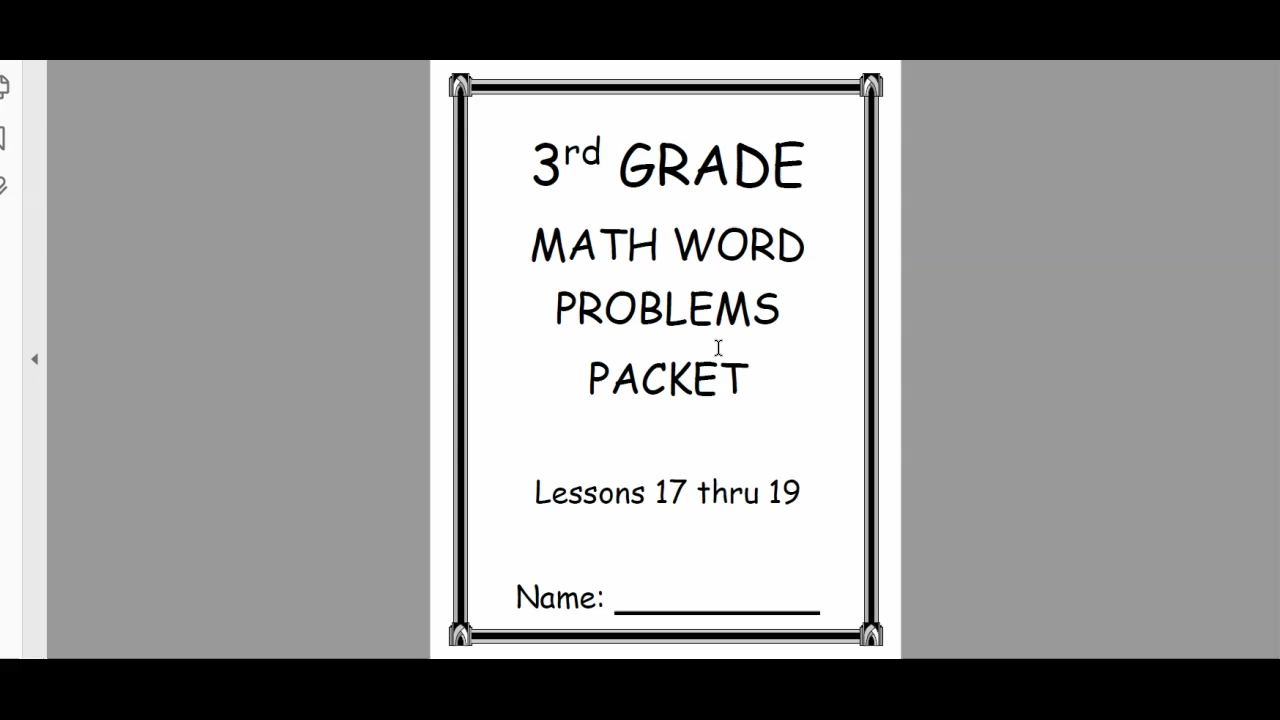 3rd GRADE
MATH WORD
PROBLEMS
PACKET
Lessons 17 thru 19
Name: ____________